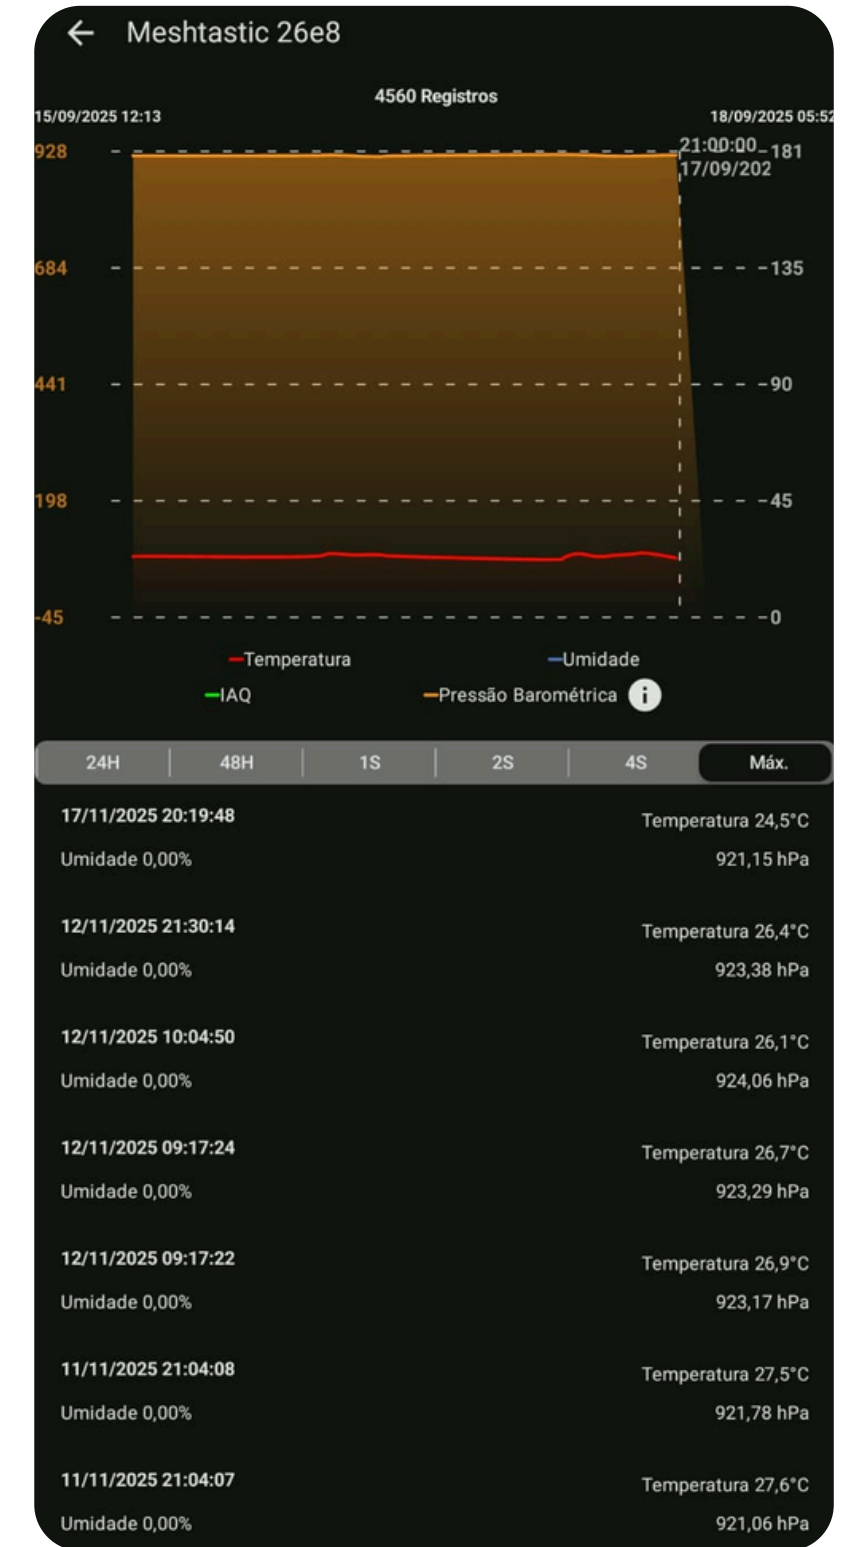 Meshtastic 26e8
4560 Registros
15/09/2025 12:13
18/09/2025 05:52
928
21:00:00
181
17/09/202
684
135
441
90
198
45
-45
0
Temperatura
Umidade
IAQ
Pressão Barométrica
i
24H 48H 1S 2S 4S Máx.
17/11/2025 20:19:48
Temperatura 24,5°C
Umidade 0,00%
921,15 hPa
12/11/2025 21:30:14
Temperatura 26,4°C
Umidade 0,00%
923,38 hPa
12/11/2025 10:04:50
Temperatura 26,1°C
Umidade 0,00%
924,06 hPa
12/11/2025 09:17:24
Temperatura 26,7°C
Umidade 0,00%
923,29 hPa
12/11/2025 09:17:22
Temperatura 26,9°C
Umidade 0,00%
923,17 hPa
11/11/2025 21:04:08
Temperatura 27,5°C
Umidade 0,00%
921,78 hPa
11/11/2025 21:04:07
Temperatura 27,6°C
Umidade 0,00%
921,06 hPa